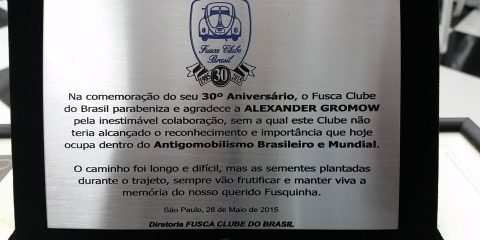 Fusca Clube
Brasil
30
Na comemoração do seu 30º Aniversário, o Fusca Clube
do Brasil parabeniza e agradece a ALEXANDER GROMOW
pela inestimável colaboração, sem a qual este Clube não
teria alcançado o reconhecimento e importância que hoje
ocupa dentro do Antigomobilismo Brasileiro e Mundial.
O caminho foi longo e difícil, mas as sementes plantadas
durante o trajeto, sempre vão frutificar e manter viva a
memória do nosso querido Fusquinha.
São Paulo, 28 de Maio de 2015
Diretoria FUSCA CLUBE DO BRASIL